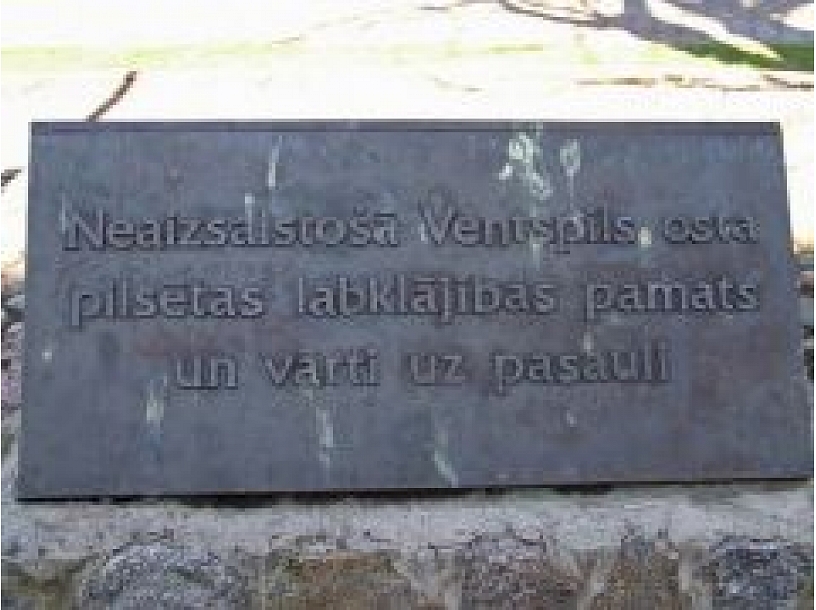 Neaizsalstošā Ventspils osta
pilsētas labklājības pamats
un vārti uz pasauli